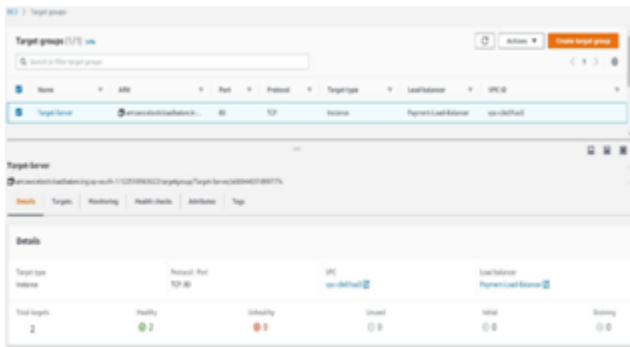 EC2 > Target groups
Target groups (1/1) Info
Actions
Create target group
Search or filter target group
< 1 >
Name ARN Port Protocol Target type Load balancer VPC ID
Target-Server 80 TCP Instance Payment-Load-Balancer
Target-Server
Details Targets Monitoring Health checks Attributes Tags
Details
Target type Protocol : Port VPC Load balancer
Instance TCP: 80 Payment-Load-Balancer
Total targets Healthy Unhealthy Unused Initial Draining
2 2 0 0 0